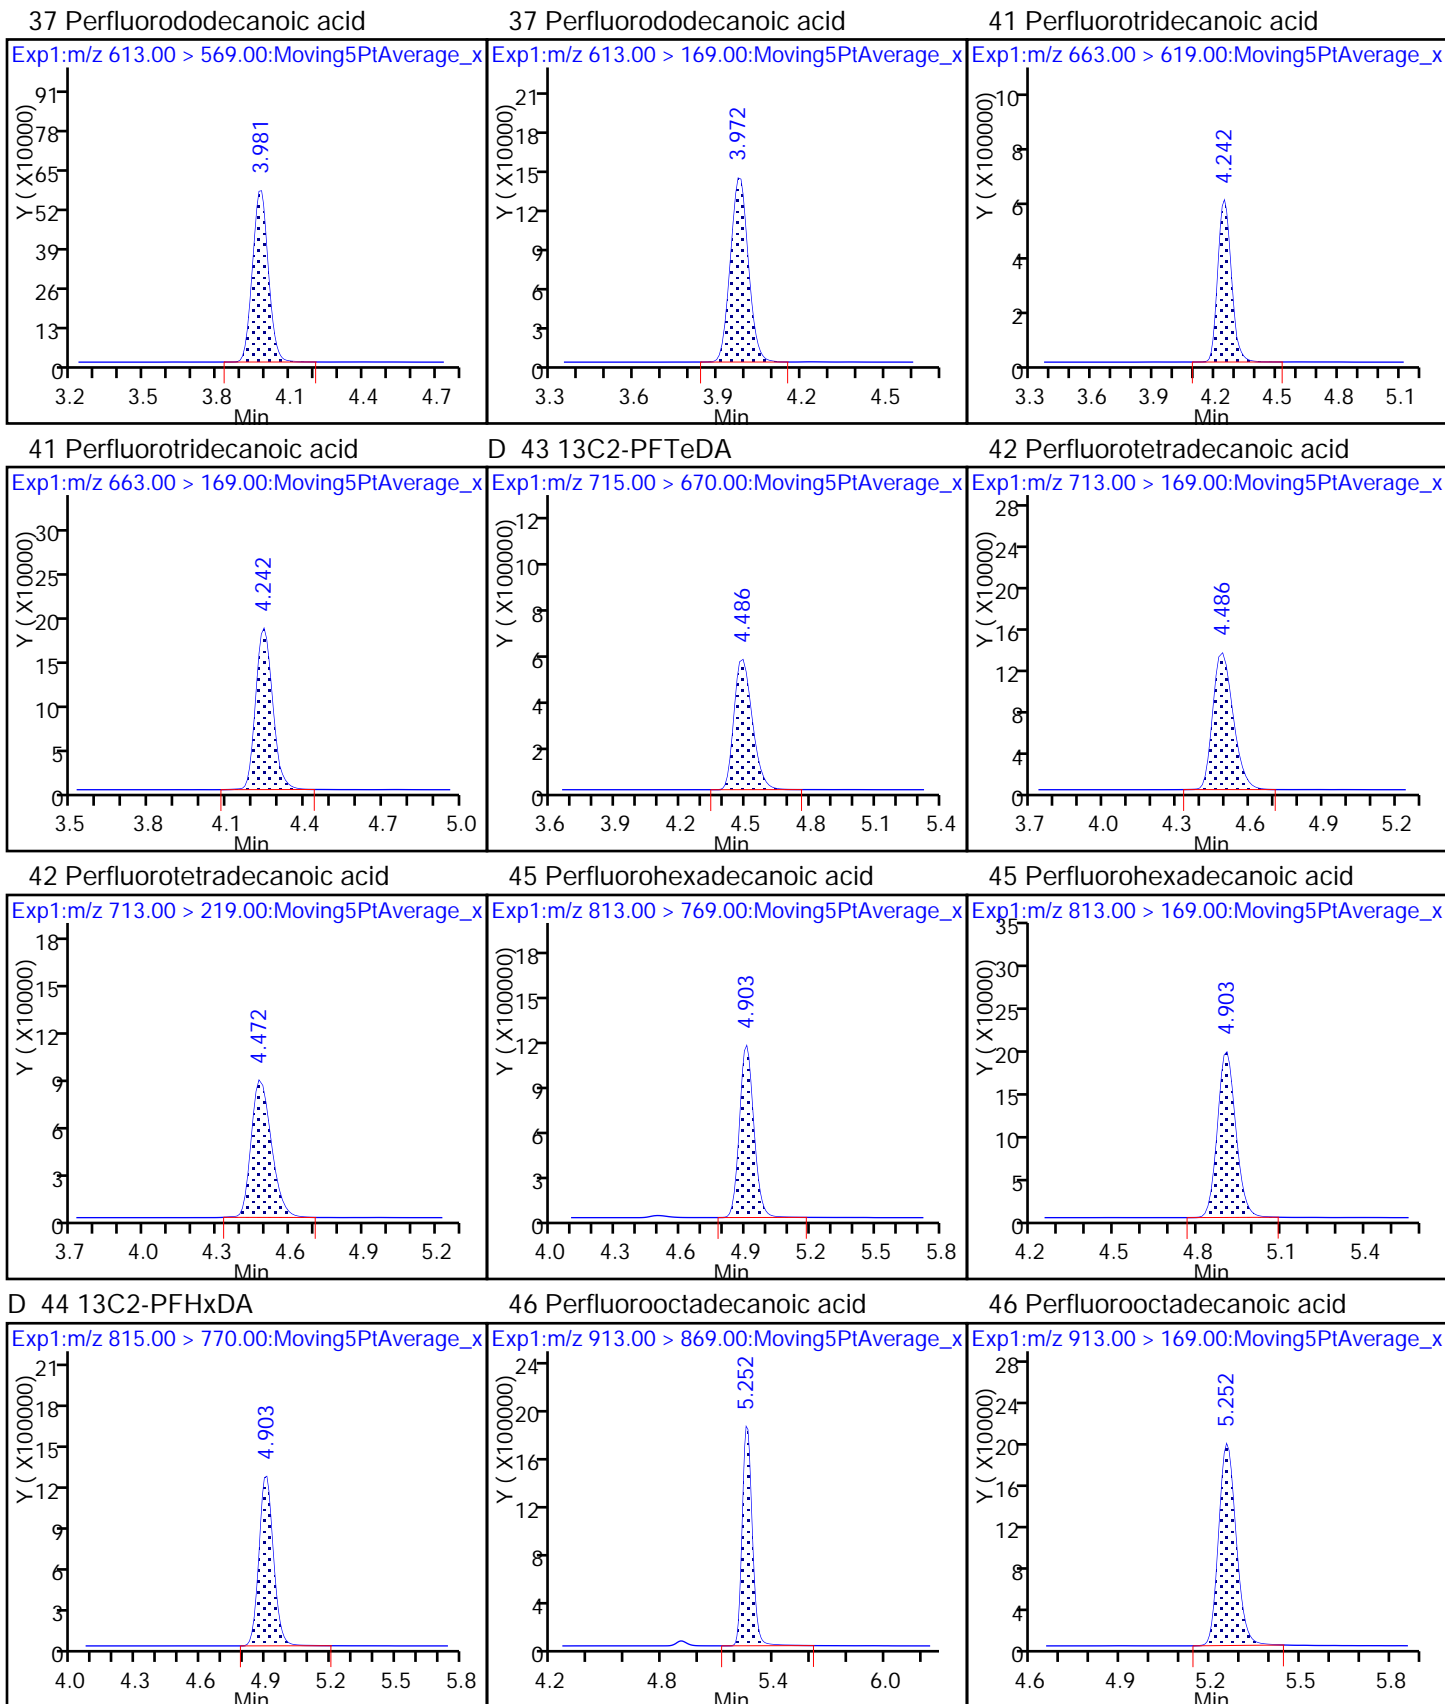 37 Perfluorododecanoic acid
Exp1:m/z 613.00 > 569.00:Moving5PtAverage_x
Y ( X10000)
91
78
65
52
39
26
13
0
3.981
3.2 3.5 3.8 4.1 4.4 4.7
Min
37 Perfluorododecanoic acid
Exp1:m/z 613.00 > 169.00:Moving5PtAverage_x
Y ( X100000)
21
18
15
12
9
6
3
0
3.972
3.3 3.6 3.9 4.2 4.5
Min
41 Perfluorotridecanoic acid
Exp1:m/z 663.00 > 619.00:Moving5PtAverage_x
Y ( X100000)
10
8
6
4
2
0
4.242
3.3 3.6 3.9 4.2 4.5 4.8 5.1
Min
41 Perfluorotridecanoic acid
Exp1:m/z 663.00 > 169.00:Moving5PtAverage_x
Y ( X10000)
30
25
20
15
10
5
0
4.242
3.5 3.8 4.1 4.4 4.7 5.0
Min
D 43 13C2-PFTeDA
Exp1:m/z 715.00 > 670.00:Moving5PtAverage_x
Y ( X100000)
12
10
8
6
4
2
0
4.486
3.6 3.9 4.2 4.5 4.8 5.1 5.4
Min
42 Perfluorotetradecanoic acid
Exp1:m/z 713.00 > 169.00:Moving5PtAverage_x
Y ( X10000)
28
24
20
16
12
8
4
0
4.486
3.7 4.0 4.3 4.6 4.9 5.2
Min
42 Perfluorotetradecanoic acid
Exp1:m/z 713.00 > 219.00:Moving5PtAverage_x
Y ( X10000)
18
15
12
9
6
3
0
4.472
3.7 4.0 4.3 4.6 4.9 5.2
Min
45 Perfluorohexadecanoic acid
Exp1:m/z 813.00 > 769.00:Moving5PtAverage_x
Y ( X100000)
18
15
12
9
6
3
0
4.903
4.0 4.3 4.6 4.9 5.2 5.5 5.8
Min
45 Perfluorohexadecanoic acid
Exp1:m/z 813.00 > 169.00:Moving5PtAverage_x
Y ( X10000)
35
30
25
20
15
10
5
0
4.903
4.2 4.5 4.8 5.1 5.4
Min
D 44 13C2-PFHxDA
Exp1:m/z 815.00 > 770.00:Moving5PtAverage_x
Y ( X100000)
21
18
15
12
9
6
3
0
4.903
4.0 4.3 4.6 4.9 5.2 5.5 5.8
Min
46 Perfluorooctadecanoic acid
Exp1:m/z 913.00 > 869.00:Moving5PtAverage_x
Y ( X100000)
24
20
16
12
8
4
0
5.252
4.2 4.8 5.4 6.0
Min
46 Perfluorooctadecanoic acid
Exp1:m/z 913.00 > 169.00:Moving5PtAverage_x
Y ( X10000)
28
24
20
16
12
8
4
0
5.252
4.6 4.9 5.2 5.5 5.8
Min